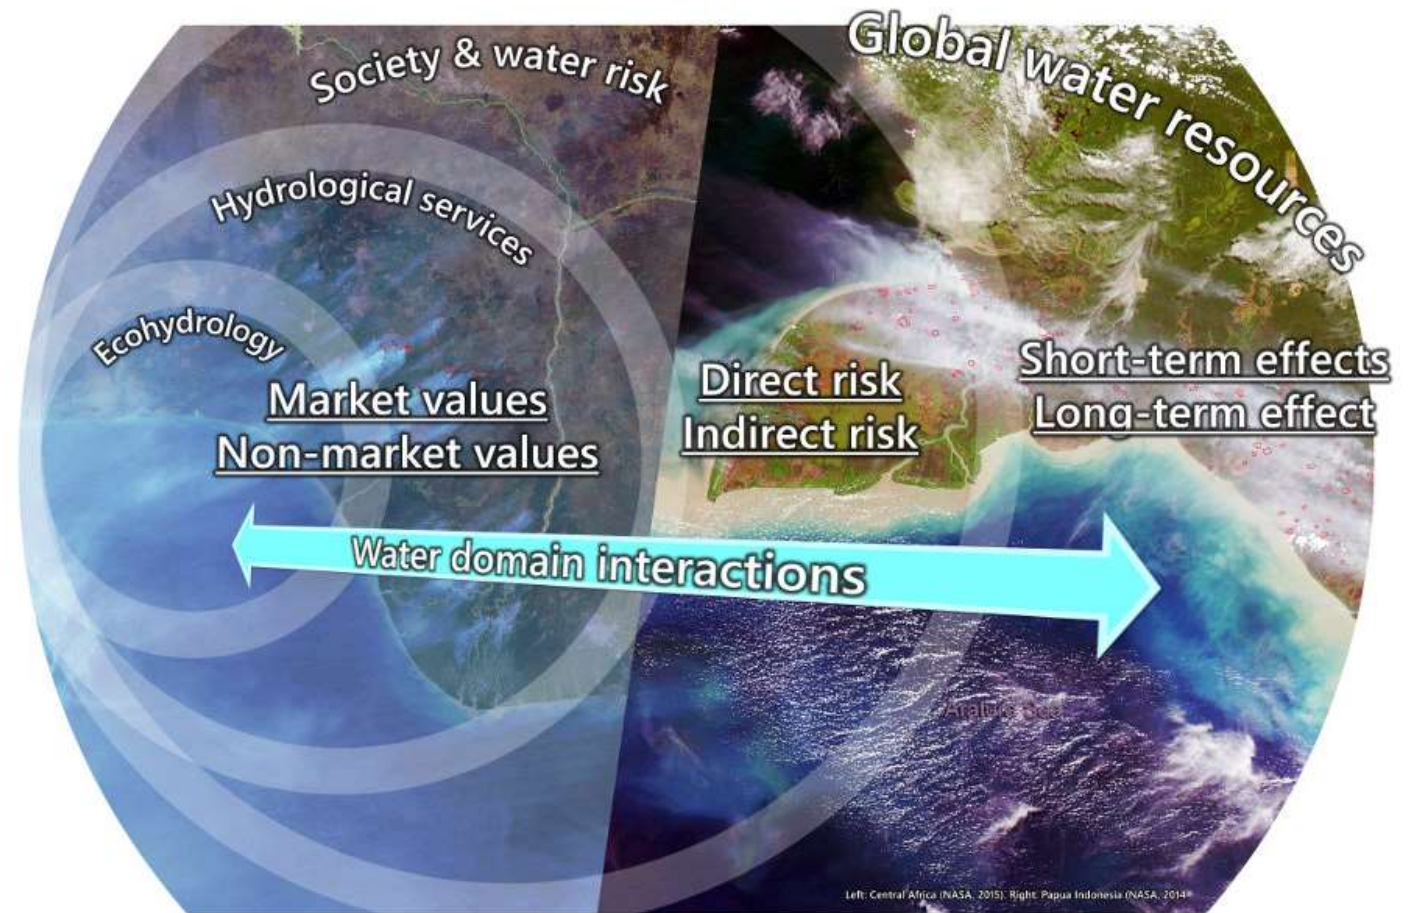 Global water resources
Society & water risk
Hydrological services
Ecohydrology
Market values
Non-market values
Direct risk
Indirect risk
Short-term effects
Long-term effect
Water domain interactions
Arafura Sea
Left: Central Africa (NASA, 2015). Right: Papua Indonesia (NASA, 2014